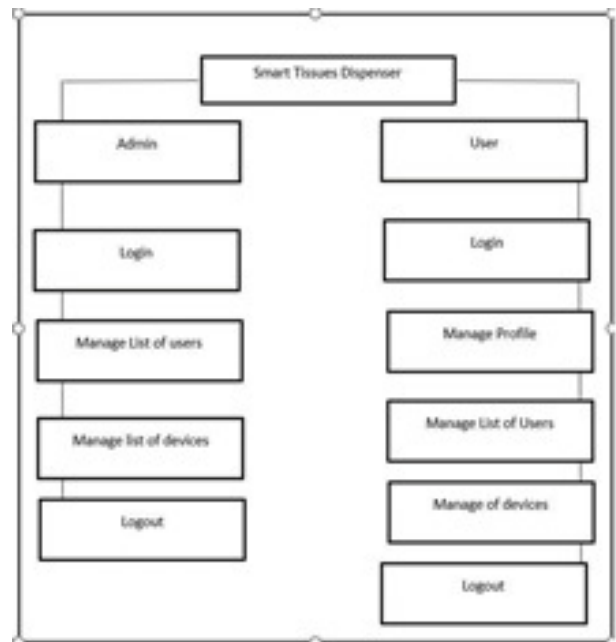 Smart Tissues Dispenser
Admin
Login
Manage List of users
Manage list of devices
Logout
User
Login
Manage Profile
Manage List of Users
Manage of devices
Logout